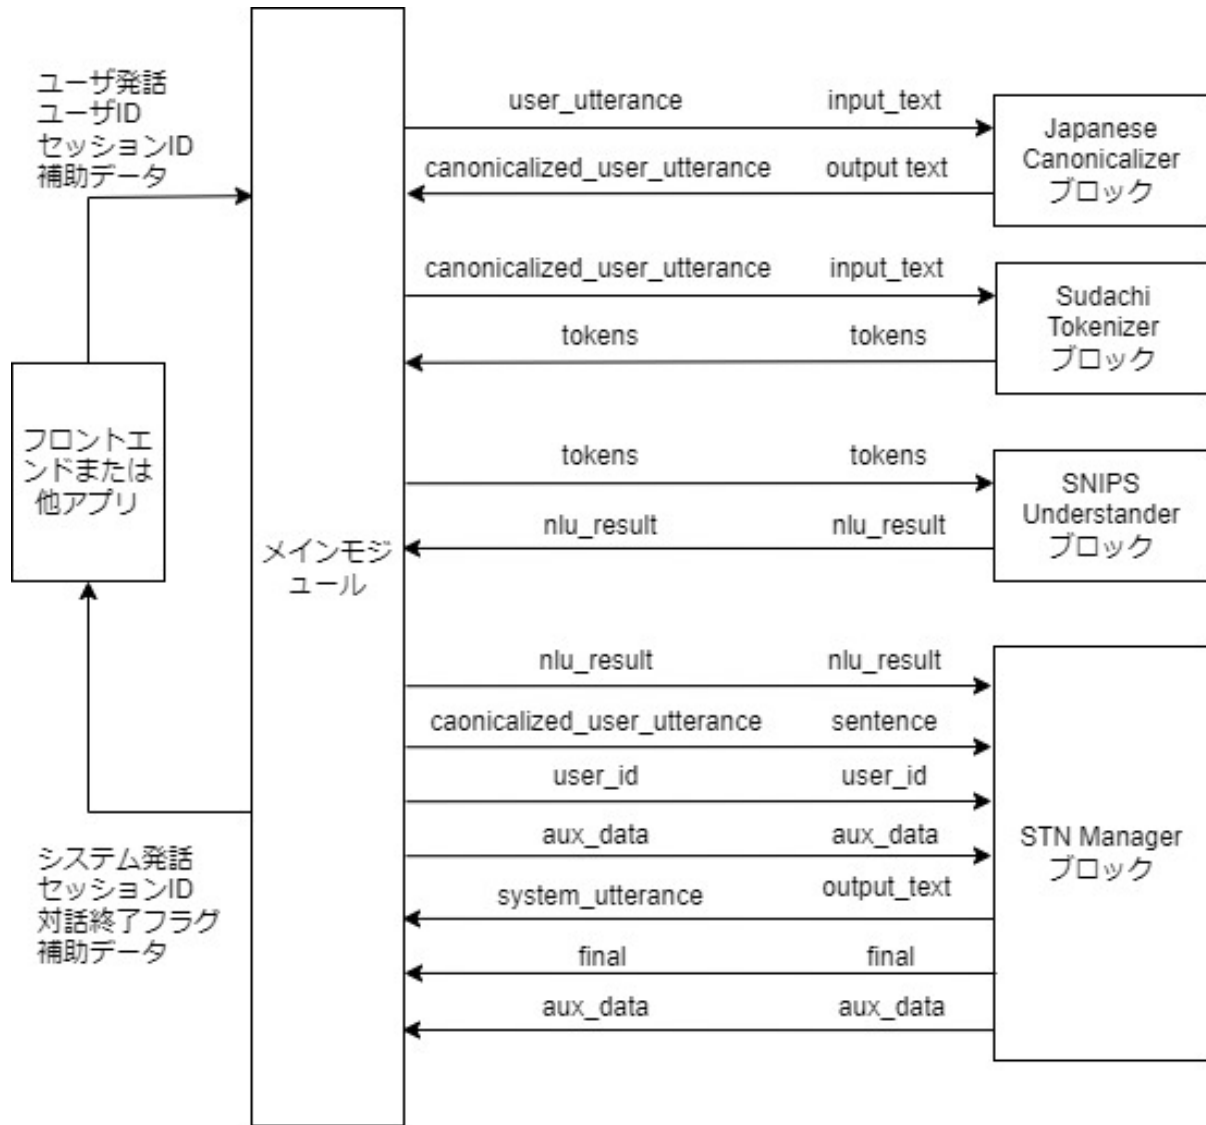 ユーザ発話
ユーザID
セッションID
補助データ
フロントエ
ンドまたは
他アプリ
システム発話
セッションID
対話終了フラグ
補助データ
メインモジ
ュール
user_utterance input_text
canonicalized_user_utterance output text
Japanese
Canonicalizer
ブロック
canonicalized_user_utterance input_text
tokens tokens
Sudachi
Tokenizer
ブロック
tokens tokens
nlu_result nlu_result
SNIPS
Understander
ブロック
nlu_result nlu_result
caonicalized_user_utterance sentence
user_id user_id
aux_data aux_data
system_utterance output_text
final final
aux_data aux_data
STN Manager
ブロック